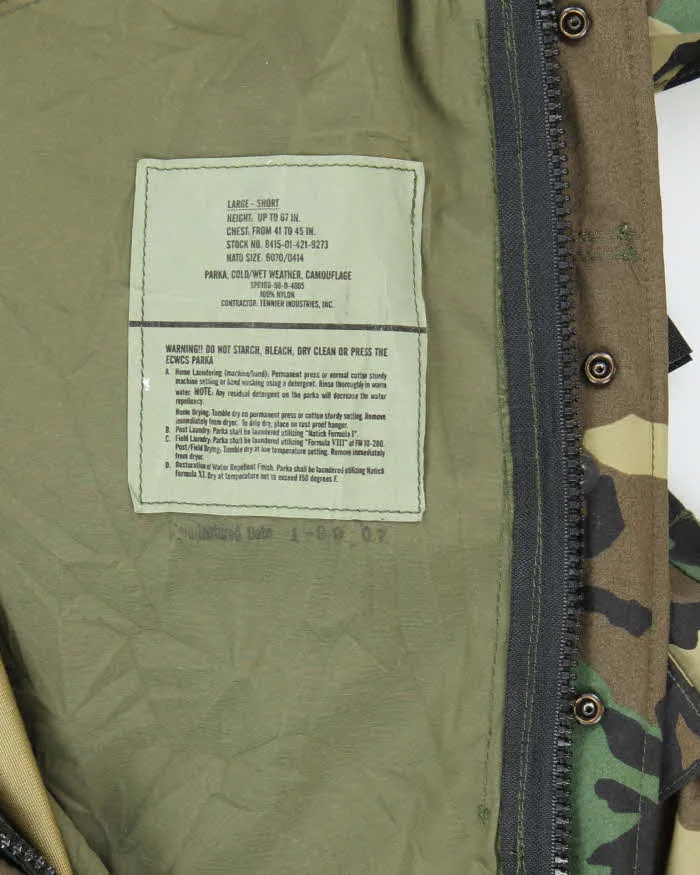 LARGE - SHORT
HEIGHT: UP TO 67 IN.
CHEST: FROM 41 TO 45 IN.
STOCK NO. 8415-01-421-9273
NATO SIZE: 6070/0414
PARKA, COLD/WET WEATHER, CAMOUFLAGE
SP0100-98-D-4005
100% NYLON
CONTRACTOR: TENNIER INDUSTRIES, INC.
WARNING!! DO NOT STARCH, BLEACH, DRY CLEAN OR PRESS THE
ECWCS PARKA
A. Home Laundering (machine/hand): Permanent press or normal cotton sturdy
machine setting or hand washing using a detergent. Rinse thoroughly in warm
water. NOTE: Any residual detergent on the parka will decrease the water
repellency.
Home Drying: Tumble dry on permanent press or cotton sturdy setting. Remove
immediately from dryer. To drip dry, place on rust proof hanger.
B. Post Laundry: Parka shall be laundered utilizing "Natick Formula I".
C. Field Laundry: Parka shall be laundered utilizing "Formula VIII" of FM 10-280.
Post/Field Drying: Tumble dry at low temperature setting. Remove immediately
from dryer.
D. Restoration of Water Repellent Finish. Parka shall be laundered utilizing Natick
Formula XI. Dry at temperature not to exceed 150 degrees F.
Date 1-99 07